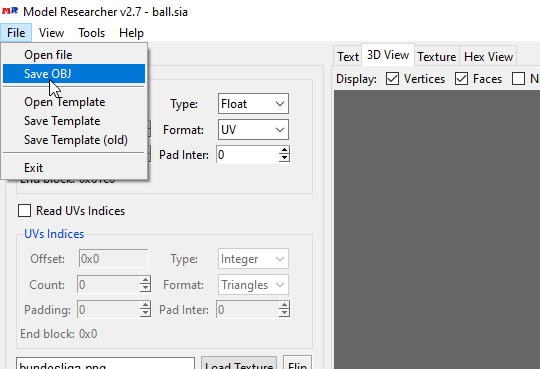 MR Model Researcher v2.7 - ball.sia
File View Tools Help
Open file
Save OBJ
Open Template
Save Template
Save Template (old)
Exit
Text 3D View Texture Hex View
Display: Vertices Faces
Type: Float
Format: UV
Pad Inter: 0
End block:
Read UVs Indices
UVs Indices
Offset: 0x0 Type: Integer
Count: 0 Format: Triangles
Padding: 0 Pad Inter: 0
End block: 0x0
bundesliga.png Load Texture Flip